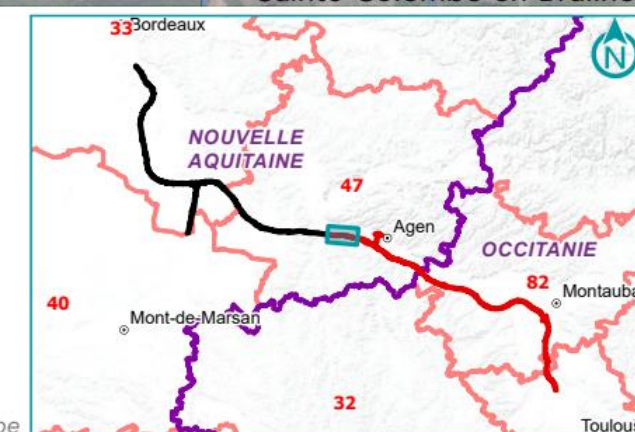 33 Bordeaux
N
NOUVELLE
AQUITAINE
47
Agen
OCCITANIE
82
Montauba
40
Mont-de-Marsan
32
Toulous